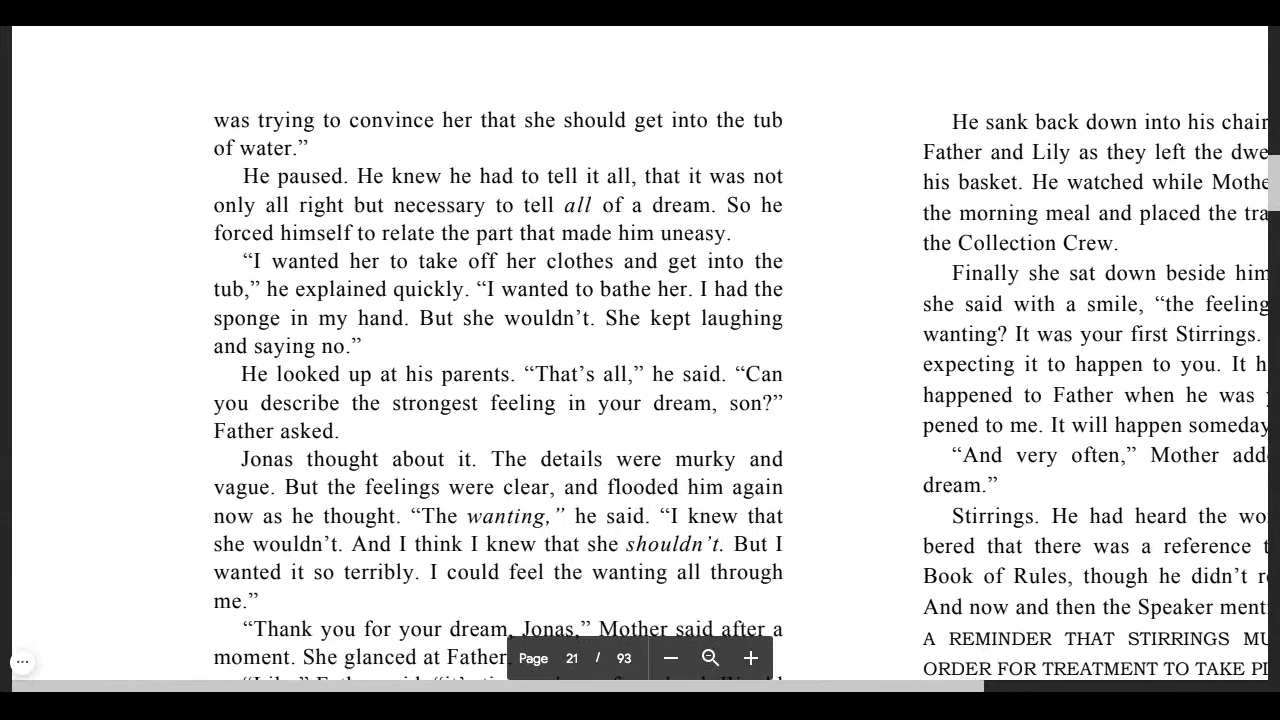 was trying to convince her that she should get into the tub
of water.”
He paused. He knew he had to tell it all, that it was not
only all right but necessary to tell all of a dream. So he
forced himself to relate the part that made him uneasy.
“I wanted her to take off her clothes and get into the
tub,” he explained quickly. “I wanted to bathe her. I had the
sponge in my hand. But she wouldn’t. She kept laughing
and saying no.”
He looked up at his parents. “That’s all,” he said. “Can
you describe the strongest feeling in your dream, son?”
Father asked.
Jonas thought about it. The details were murky and
vague. But the feelings were clear, and flooded him again
now as he thought. “The wanting,” he said. “I knew that
she wouldn’t. And I think I knew that she shouldn’t. But I
wanted it so terribly. I could feel the wanting all through
me.”
“Thank you for your dream, Jonas,” Mother said after a
moment. She glanced at Father.
He sank back down into his chair
Father and Lily as they left the dwe
his basket. He watched while Mothe
the morning meal and placed the tra
the Collection Crew.
Finally she sat down beside him
she said with a smile, “the feeling
wanting? It was your first Stirrings.
expecting it to happen to you. It h
happened to Father when he was
pened to me. It will happen someday
“And very often,” Mother adde
dream.”
Stirrings. He had heard the wo
bered that there was a reference t
Book of Rules, though he didn’t r
And now and then the Speaker ment
A REMINDER THAT STIRRINGS MU
ORDER FOR TREATMENT TO TAKE PL
Page 21 / 93